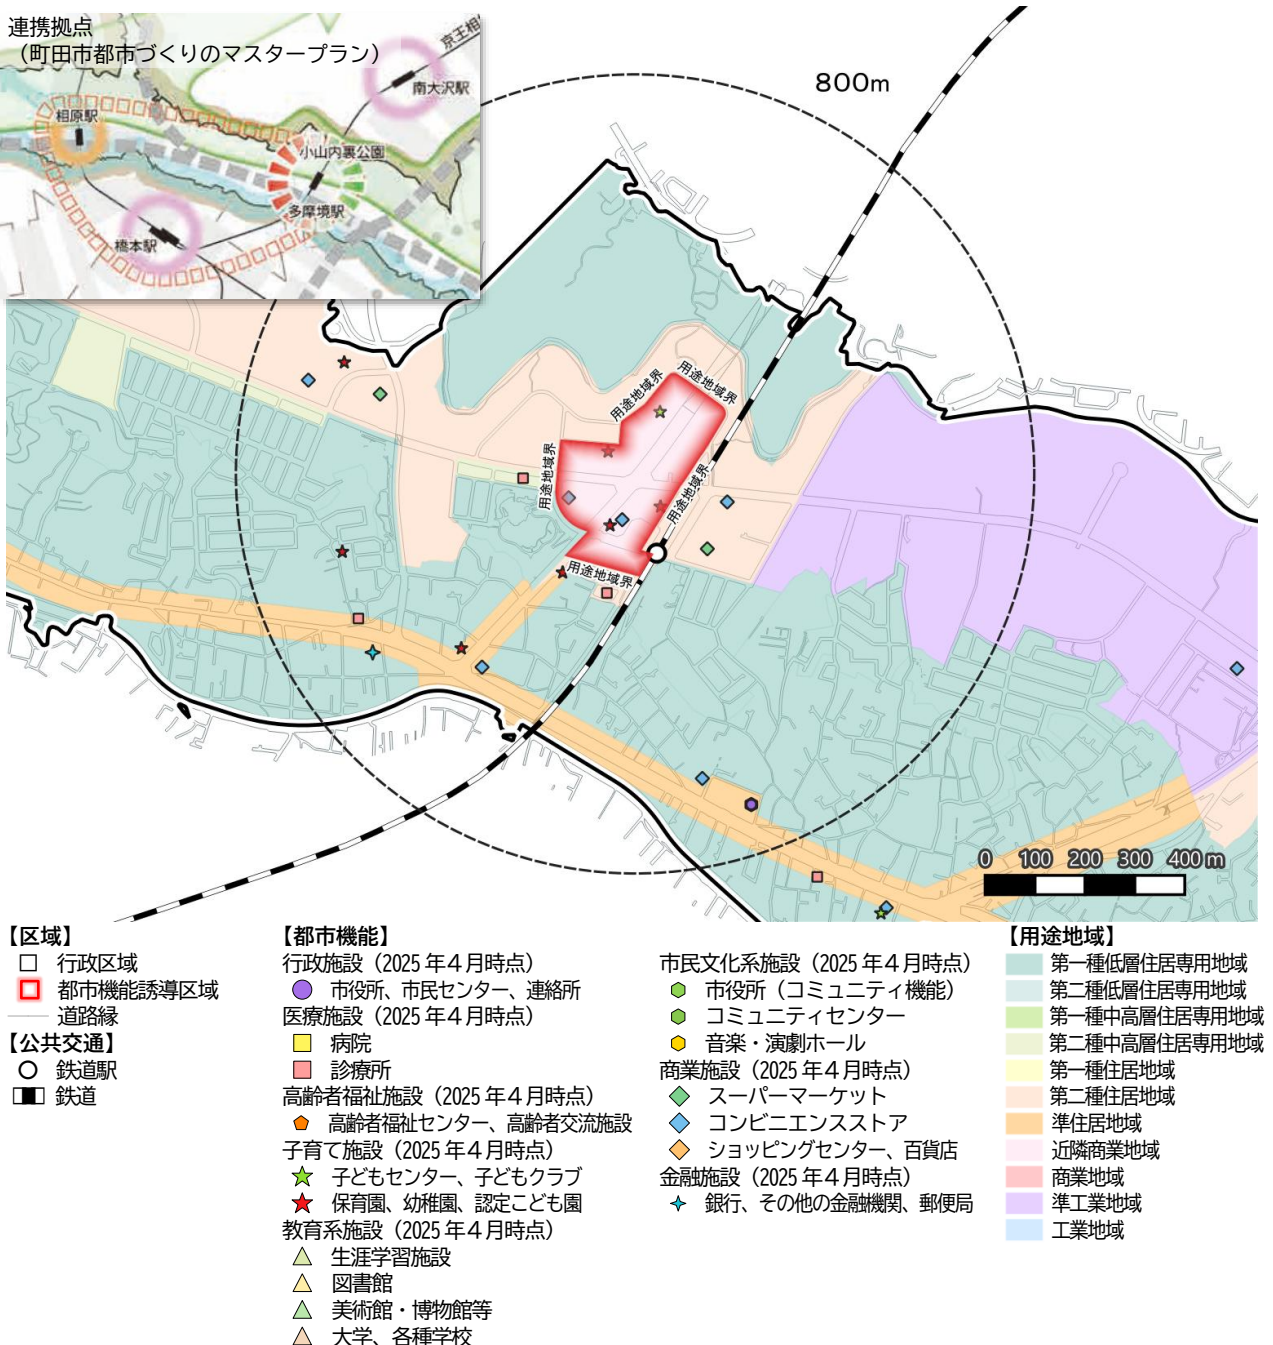 連携拠点
（町田市都市づくりのマスタープラン）
京王相
南大沢駅
相原駅
小山内裏公園
多摩境駅
橋本駅
800m
用途地域界
用途地域界
用途地域界
用途地域界
用途地域界
0 100 200 300 400 m
【区域】
行政区域
都市機能誘導区域
道路縁
【公共交通】
鉄道駅
鉄道
【都市機能】
行政施設（2025 年４月時点）
市役所、市民センター、連絡所
医療施設（2025 年４月時点）
病院
診療所
高齢者福祉施設（2025 年４月時点）
高齢者福祉センター、高齢者交流施設
子育て施設（2025 年４月時点）
子どもセンター、子どもクラブ
保育園、幼稚園、認定こども園
教育系施設（2025 年４月時点）
生涯学習施設
図書館
美術館・博物館等
大学、各種学校
市民文化系施設（2025 年４月時点）
市役所（コミュニティ機能）
コミュニティセンター
音楽・演劇ホール
商業施設（2025 年４月時点）
スーパーマーケット
コンビニエンスストア
ショッピングセンター、百貨店
金融施設（2025 年４月時点）
銀行、その他の金融機関、郵便局
【用途地域】
第一種低層住居専用地域
第二種低層住居専用地域
第一種中高層住居専用地域
第二種中高層住居専用地域
第一種住居地域
第二種住居地域
準住居地域
近隣商業地域
商業地域
準工業地域
工業地域